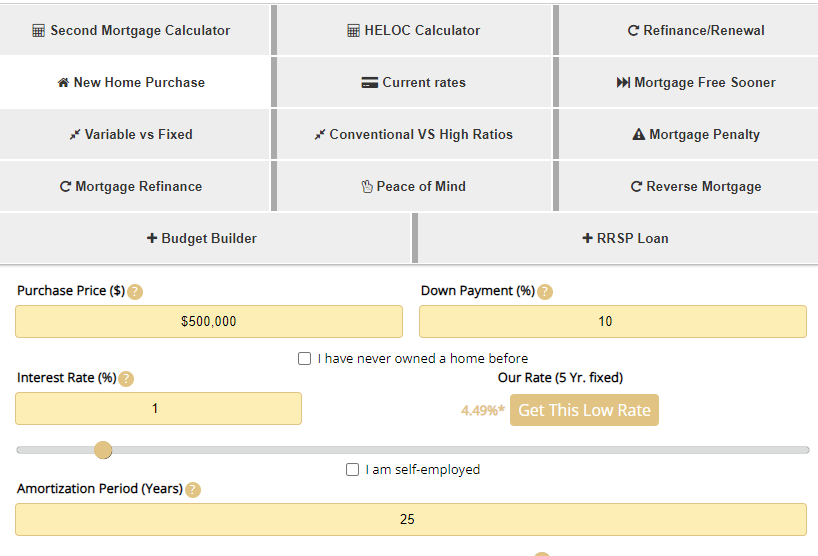 Second Mortgage Calculator
HELOC Calculator
Refinance/Renewal
New Home Purchase
Current rates
Mortgage Free Sooner
Variable vs Fixed
Conventional VS High Ratios
Mortgage Penalty
Mortgage Refinance
Peace of Mind
Reverse Mortgage
Budget Builder
RRSP Loan
Purchase Price ($) ?
Down Payment (%) ?
$500,000
10
I have never owned a home before
Interest Rate (%) ?
Our Rate (5 Yr. fixed)
1
4.49%* Get This Low Rate
I am self-employed
Amortization Period (Years) ?
25